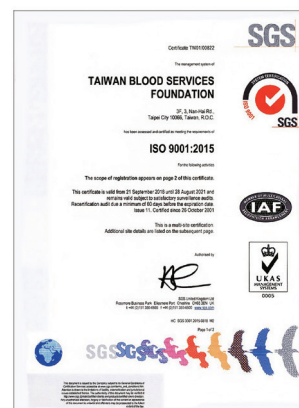 SGS
Certificate TW01/00822
The management system of
TAIWAN BLOOD SERVICES
FOUNDATION
3F, 3, Nan-Hai Rd.,
Taipei City 10066, Taiwan, R.O.C.
has been assessed and certified as meeting the requirements of
ISO 9001:2015
For the following activities
The scope of registration appears on page 2 of this certificate.
This certificate is valid from 21 September 2018 until 28 August 2021 and
remains valid subject to satisfactory surveillance audits.
Recertification audit due a minimum of 60 days before the expiration date.
Issue 11. Certified since 29 October 2001
This is a multi-site certification.
Additional site details are listed on the subsequent page.
Authorised by
SGS United Kingdom Ltd
Page 1 of 3
SYSTEM CERTIFICATION
ISO 9001
SGS
IAF
UKAS
MANAGEMENT
SYSTEMS
0005
SGSSGSSG